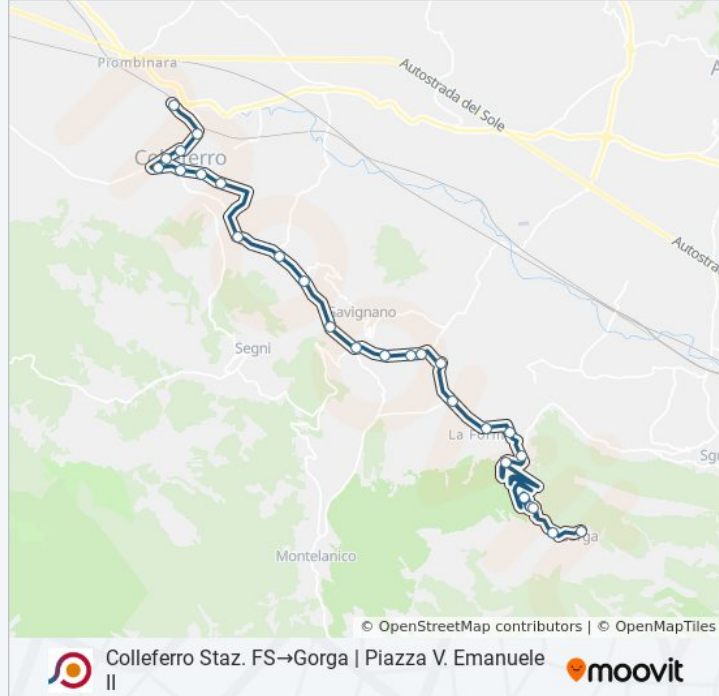 Piombinara
Autostrada del Sole
A
Colleferro
Autostra
Gavignano
Segni
La Forma
Sgu
Gorga
Montelanico
© OpenStreetMap contributors | © OpenMapTiles
Colleferro Staz. FS→Gorga | Piazza V. Emanuele
II
moovit